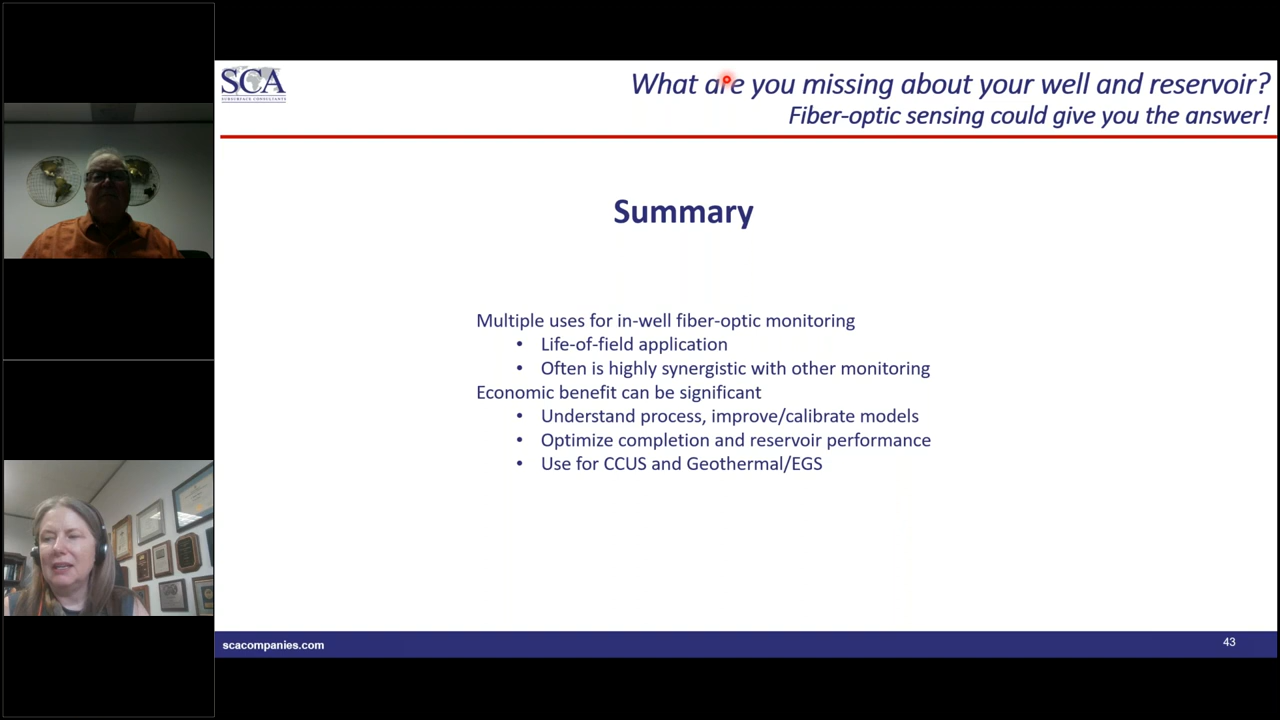 SCA
SUBSURFACE CONSULTANTS
What are you missing about your well and reservoir?
Fiber-optic sensing could give you the answer!
Summary
Multiple uses for in-well fiber-optic monitoring
• Life-of-field application
• Often is highly synergistic with other monitoring
Economic benefit can be significant
• Understand process, improve/calibrate models
• Optimize completion and reservoir performance
• Use for CCUS and Geothermal/EGS
scacompanies.com
43